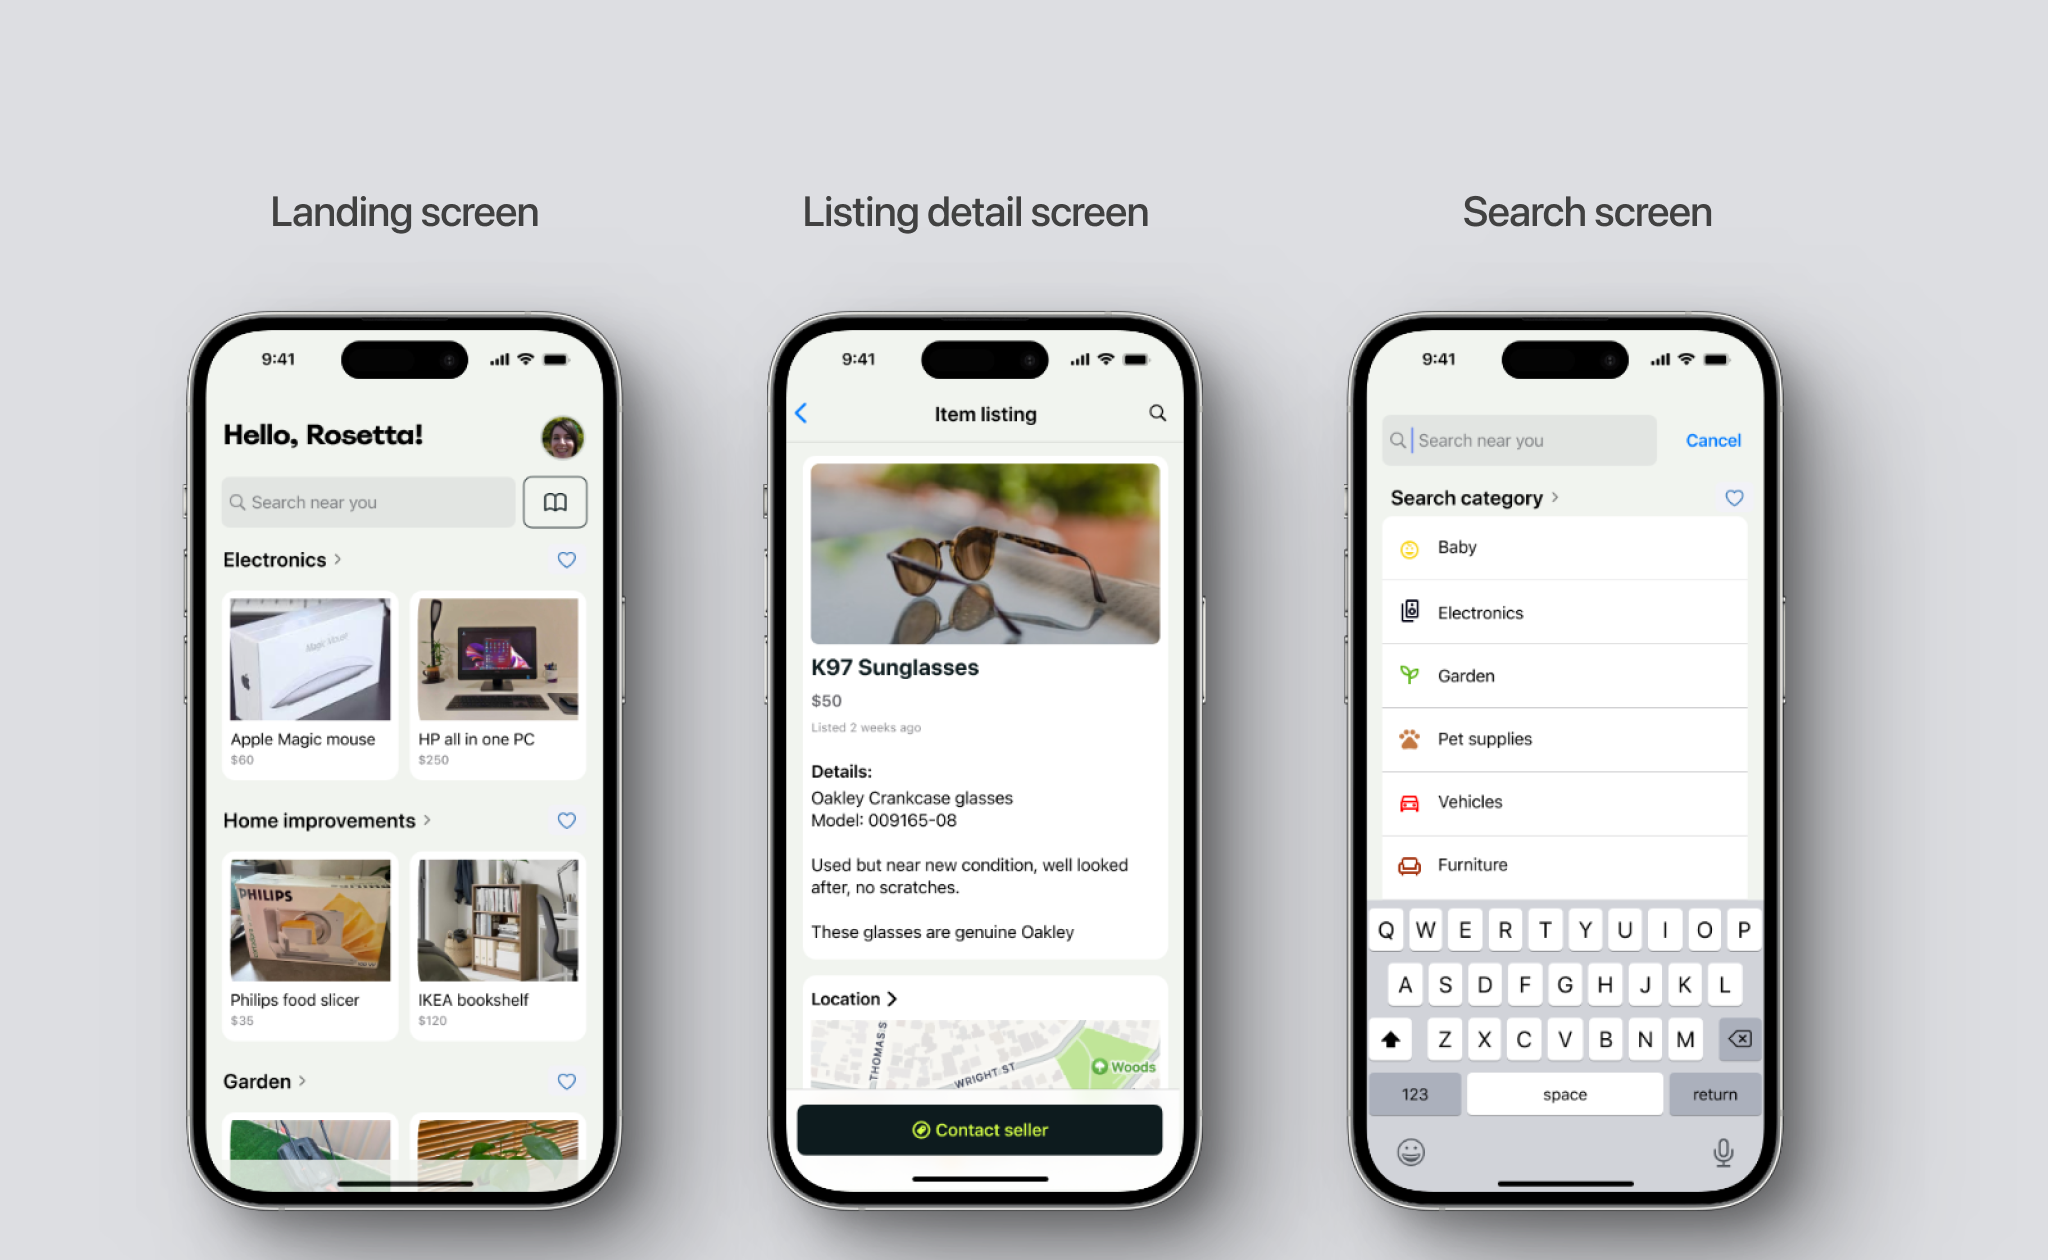 Landing screen
9:41
Hello, Rosetta!
Search near you
Electronics
Magic Mouse
Apple Magic mouse
$60
HP all in one PC
$250
Home improvements
PHILIPS
Philips food slicer
$35
IKEA bookshelf
$120
Garden
Listing detail screen
9:41
Item listing
K97 Sunglasses
$50
Listed 2 weeks ago
Details:
Oakley Crankcase glasses
Model: 009165-08
Used but near new condition, well looked
after, no scratches.
These glasses are genuine Oakley
Location
THOMAS S
WRIGHT ST
Woods
Contact seller
Search screen
9:41
Search near you
Cancel
Search category
Baby
Electronics
Garden
Pet supplies
Vehicles
Furniture
Q W E R T Y U I O P
A S D F G H J K L
Z X C V B N M
123 space return